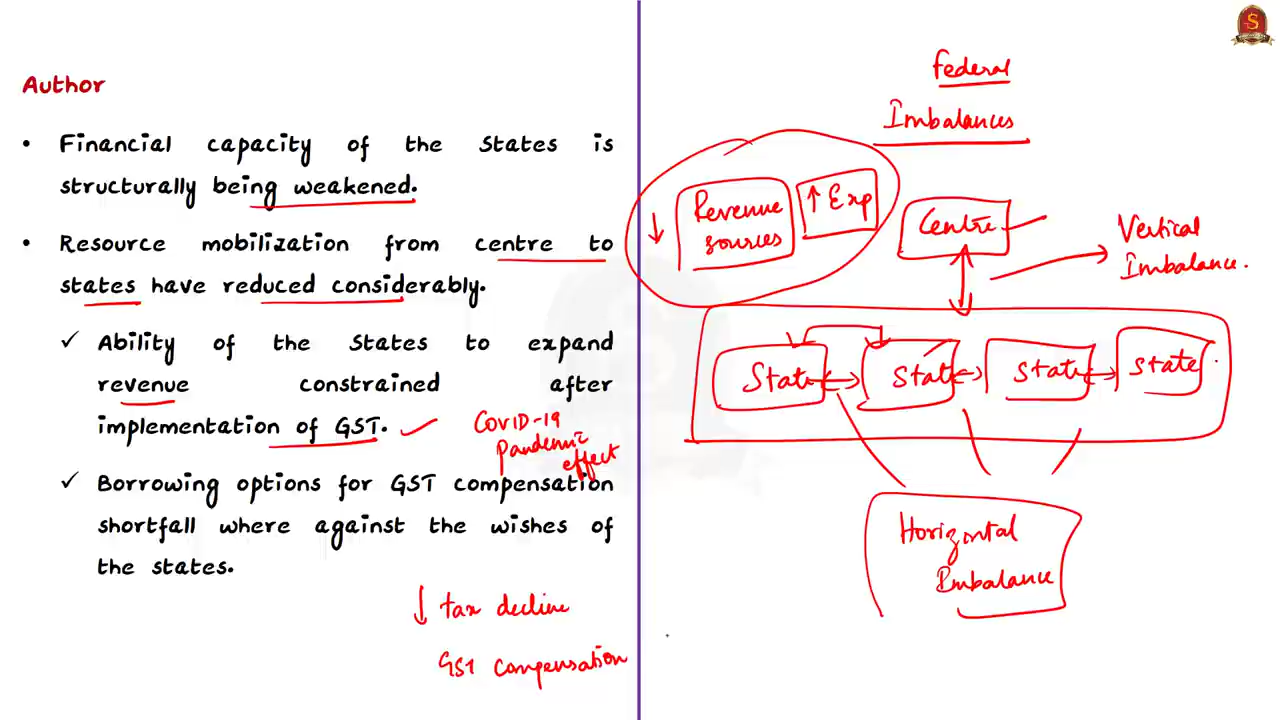 Author
• Financial capacity of the States is
structurally being weakened.
• Resource mobilization from centre to
states have reduced considerably.
✓ Ability of the States to expand
revenue constrained after
implementation of GST.
COVID-19
Pandemic
effect
✓ Borrowing options for GST compensation
shortfall where against the wishes of
the states.
↓ tax decline
GST compensation
federal
Imbalances
↓ Revenue
sources
↑ Exp
Centre
Vertical
Imbalance.
State State State State
Horizontal
Imbalance